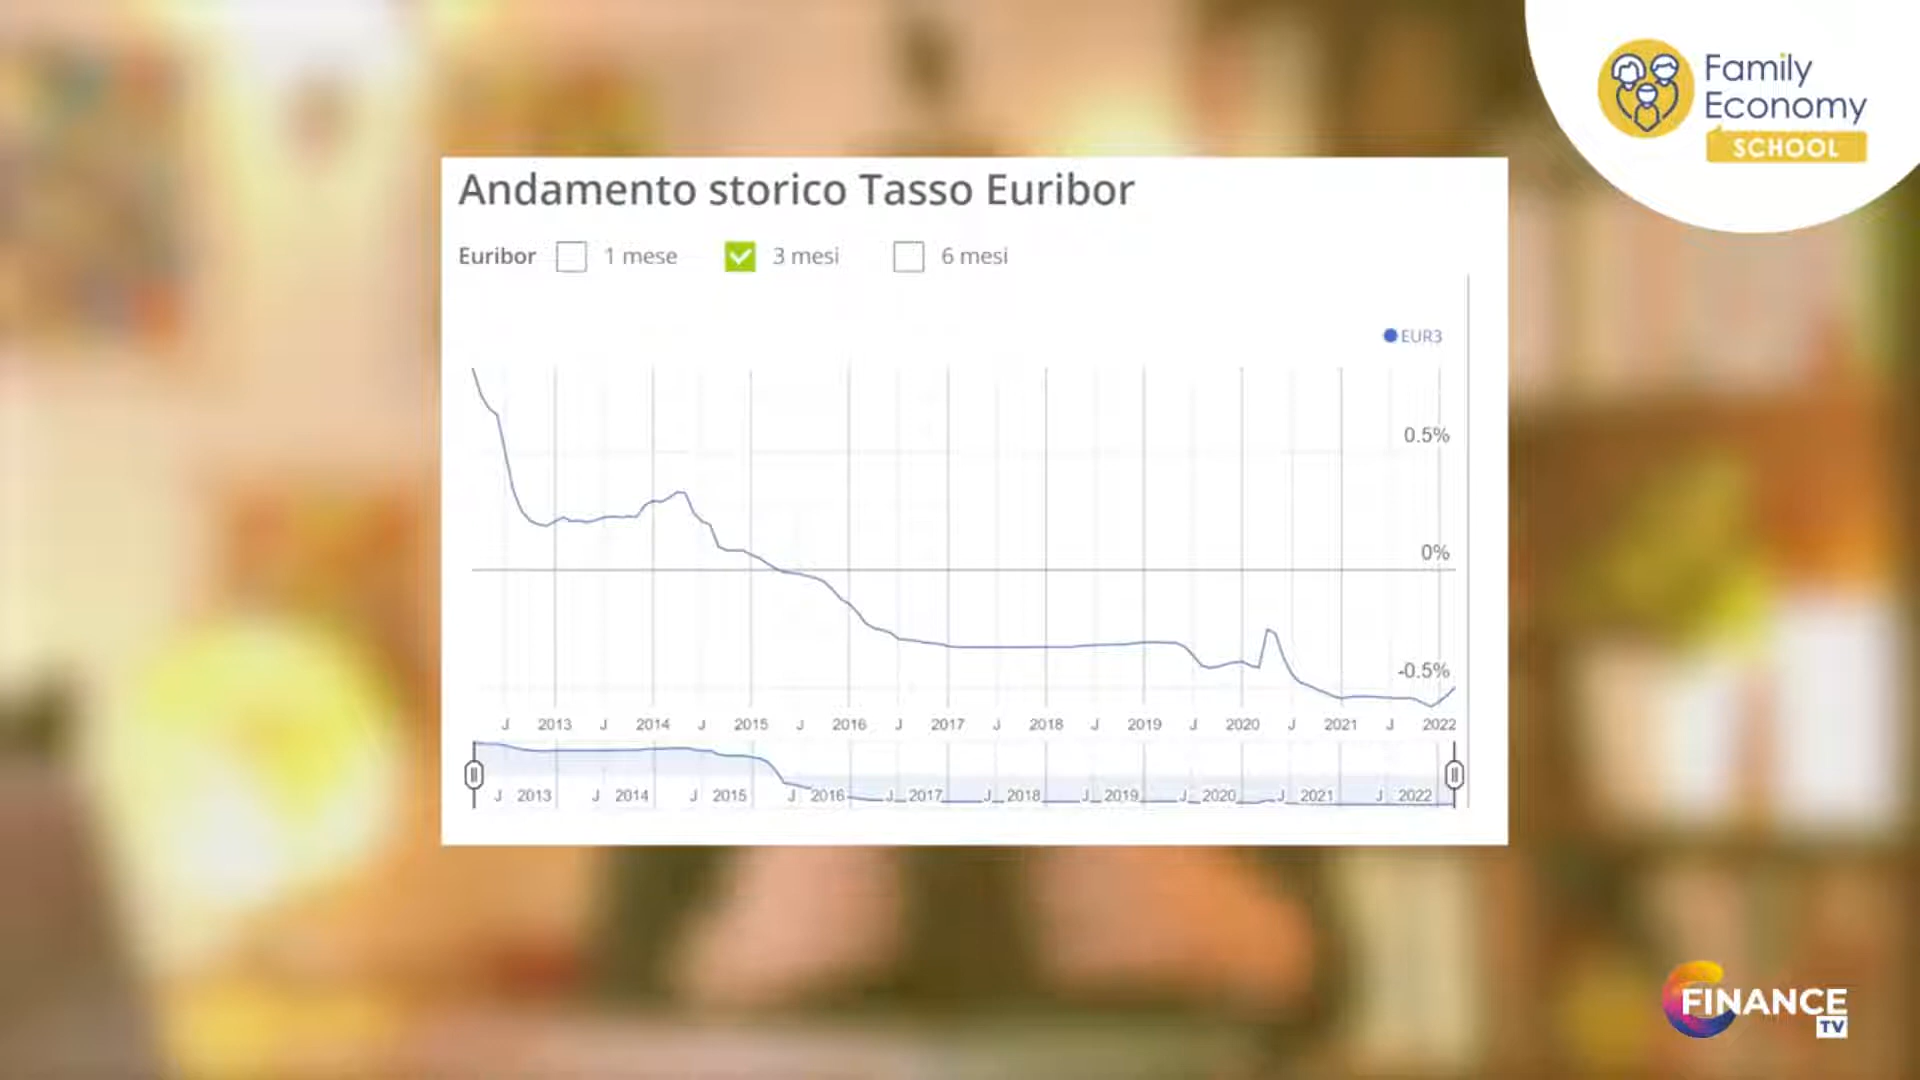 Family
Economy
SCHOOL
Andamento storico Tasso Euribor
Euribor 1 mese 3 mesi 6 mesi
EUR3
0.5%
0%
-0.5%
J 2013 J 2014 J 2015 J 2016 J 2017 J 2018 J 2019 J 2020 J 2021 J 2022
J 2013 J 2014 J 2015 J 2016 J 2017 J 2018 J 2019 J 2020 J 2021 J 2022
FINANCE
TV